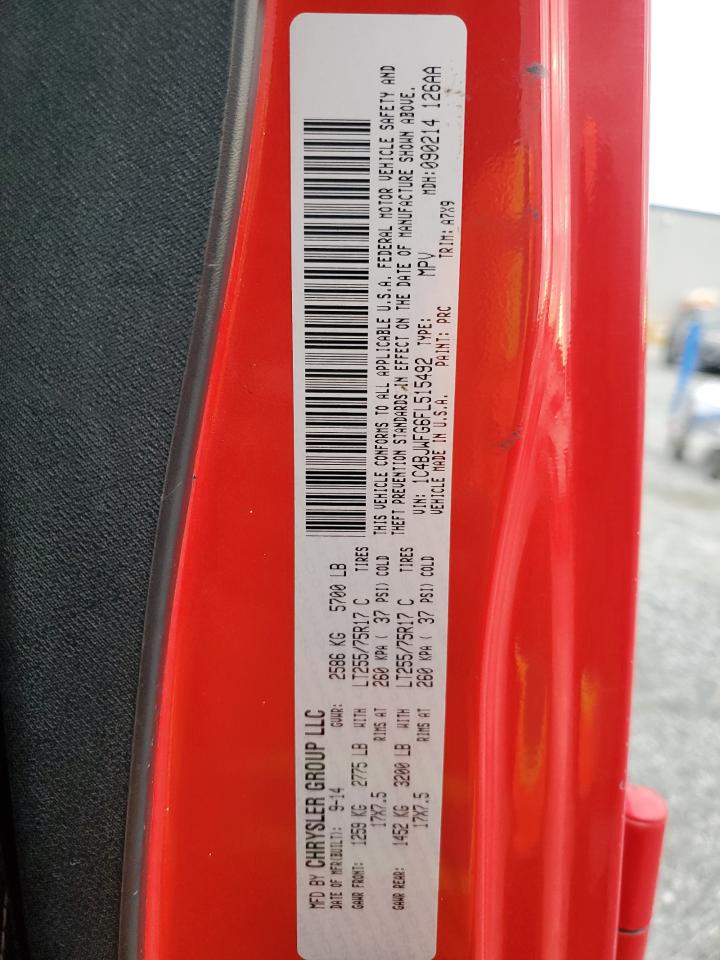 MFD BY CHRYSLER GROUP LLC
DATE OF MFR(BUILT): 9-14 GVWR: 2586 KG 5700 LB
GAWR FRONT: 1259 KG 2775 LB WITH LT255/75R17 C TIRES
17X7.5 RIMS AT 260 KPA ( 37 PSI) COLD
GAWR REAR: 1452 KG 3200 LB WITH LT255/75R17 C TIRES
17X7.5 RIMS AT 260 KPA ( 37 PSI) COLD
THIS VEHICLE CONFORMS TO ALL APPLICABLE U.S.A. FEDERAL MOTOR VEHICLE SAFETY AND
THEFT PREVENTION STANDARDS IN EFFECT ON THE DATE OF MANUFACTURE SHOWN ABOVE.
VIN: 1C4BJWFG6FL515492 TYPE: MPV MDH:090214 126AA
VEHICLE MADE IN U.S.A. PAINT: PRC TRIM: A7X9